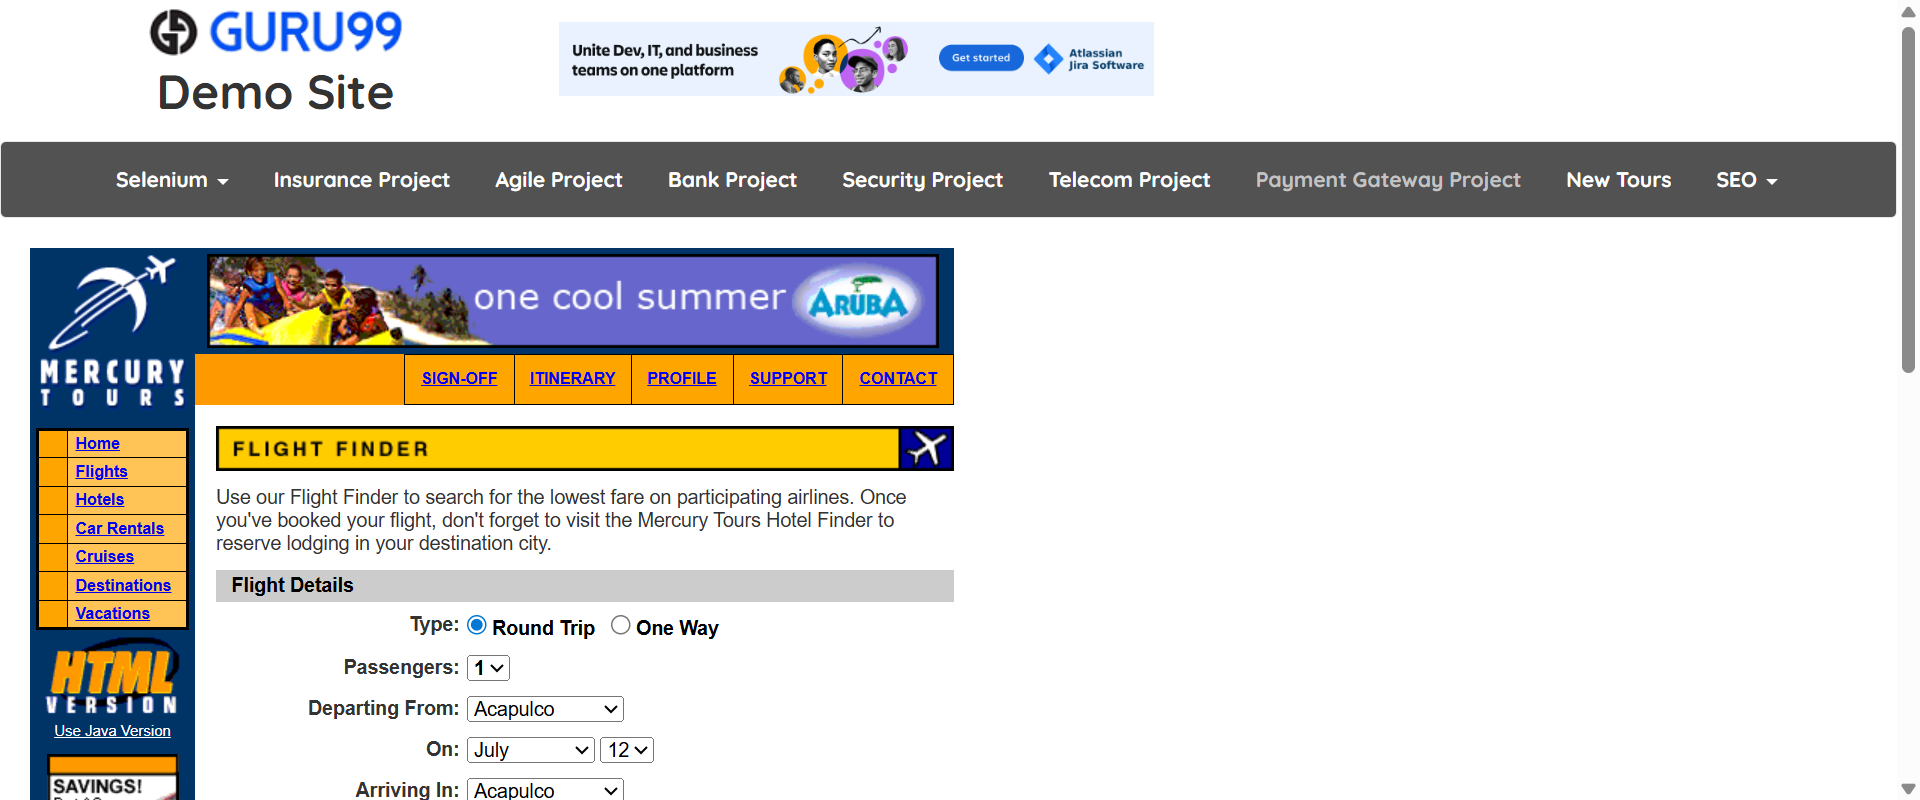 GURU99
Demo Site
Unite Dev, IT, and business
teams on one platform
Get started
Atlassian
Jira Software
Selenium
Insurance Project
Agile Project
Bank Project
Security Project
Telecom Project
Payment Gateway Project
New Tours
SEO
MERCURY
TOURS
one cool summer
ARUBA
SIGN-OFF
ITINERARY
PROFILE
SUPPORT
CONTACT
Home
Flights
Hotels
Car Rentals
Cruises
Destinations
Vacations
HTML
VERSION
Use Java Version
SAVINGS!
FLIGHT FINDER
Use our Flight Finder to search for the lowest fare on participating airlines. Once
you've booked your flight, don't forget to visit the Mercury Tours Hotel Finder to
reserve lodging in your destination city.
Flight Details
Type: Round Trip One Way
Passengers: 1
Departing From: Acapulco
On: July 12
Arriving In: Acapulco